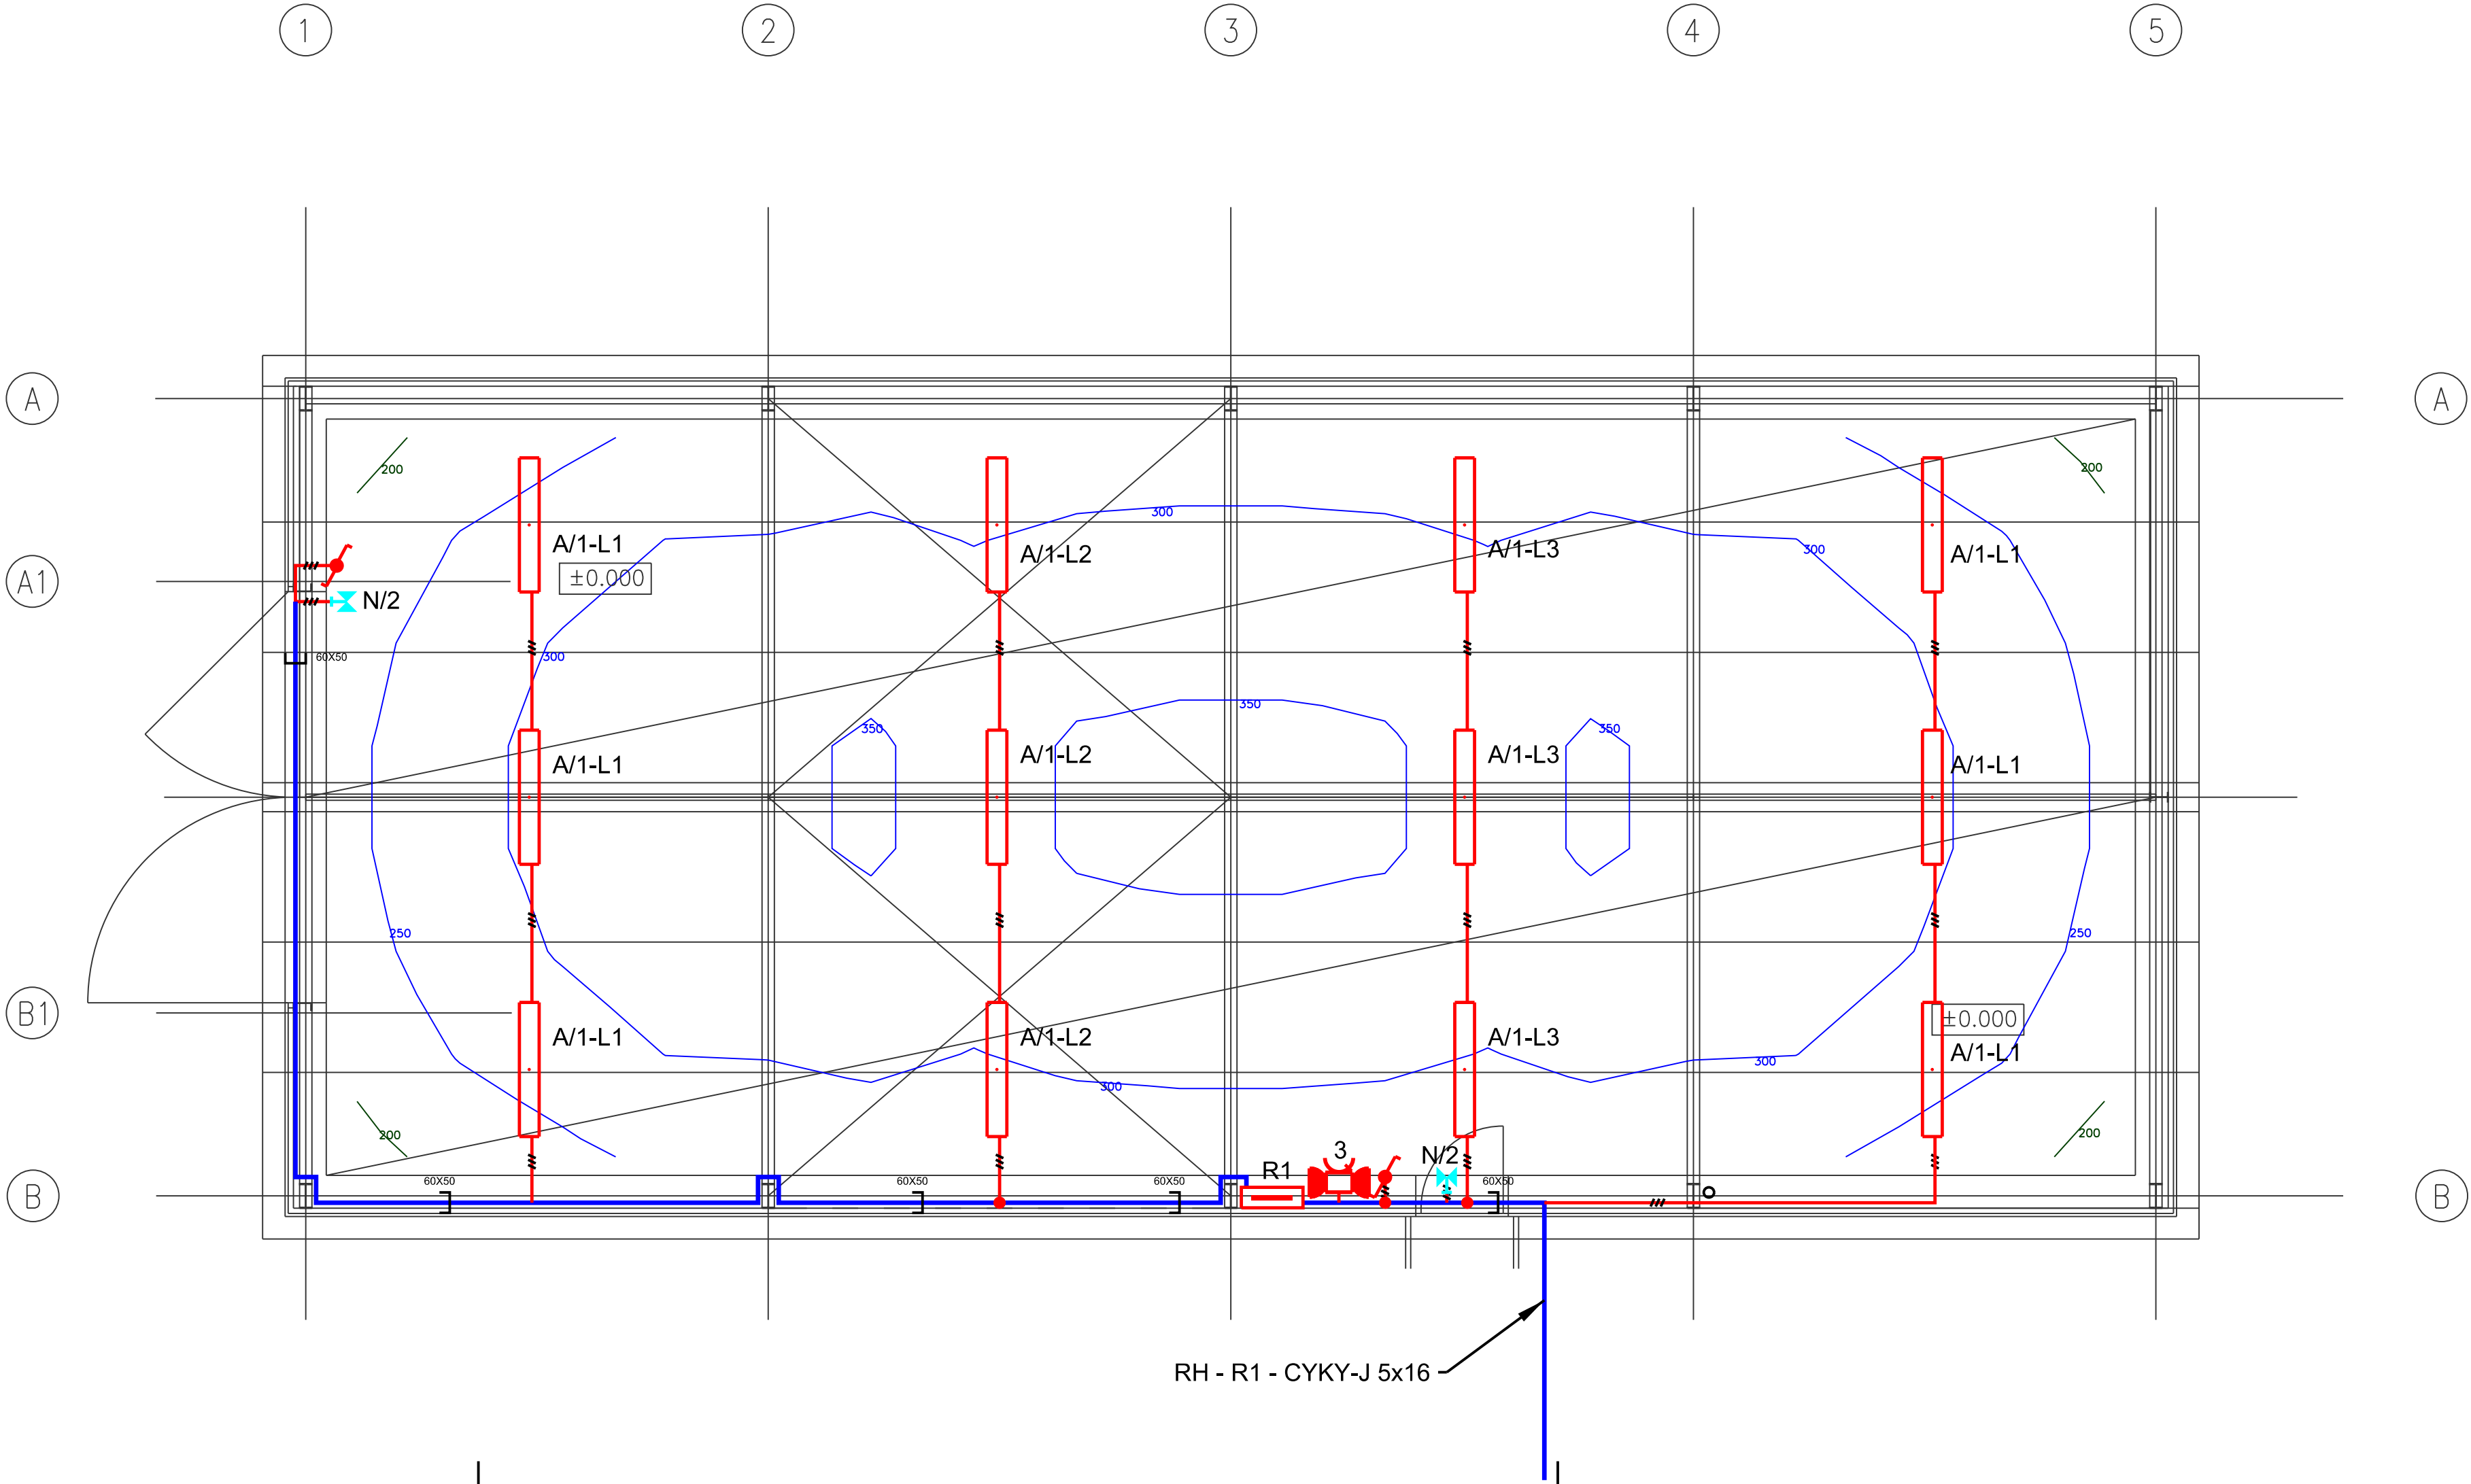 1 2 3 4 5
A A
200 200
300
A/1-L1 A/1-L2 A/1-L3 A/1-L1
300
±0.000
A1
N/2
60X50
300
350
350 350
A/1-L1 A/1-L2 A/1-L3 A/1-L1
250 250
B1
±0.000
A/1-L1 A/1-L2 A/1-L3 A/1-L1
300
300
200 200
3 N/2
R1
60X50 60X50 60X50 60X50
B B
RH - R1 - CYKY-J 5x16